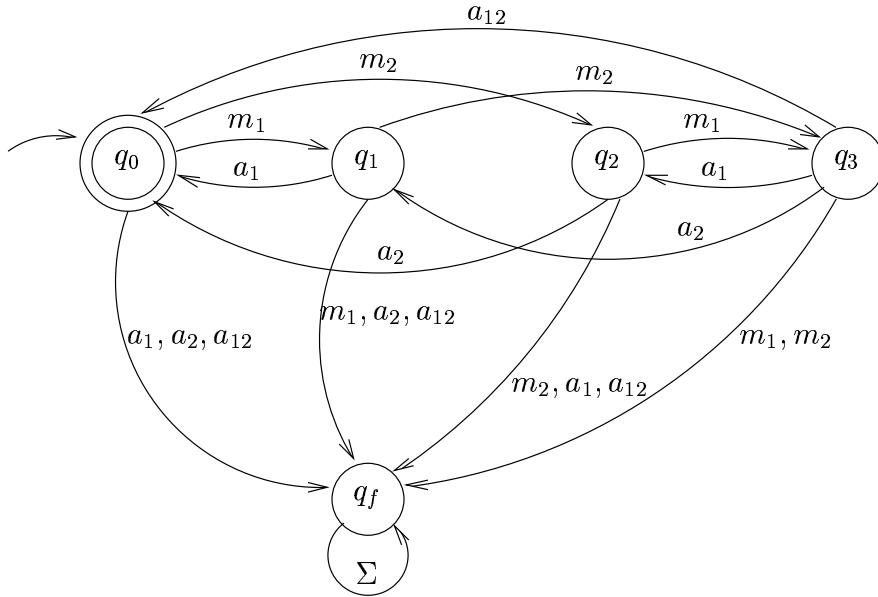 a₁₂
m₂
m₂
m₁
m₁
q₀
q₁
q₂
q₃
a₁
a₁
a₂
a₂
m₁, a₂, a₁₂
a₁, a₂, a₁₂
m₁, m₂
m₂, a₁, a₁₂
q_f
Σ